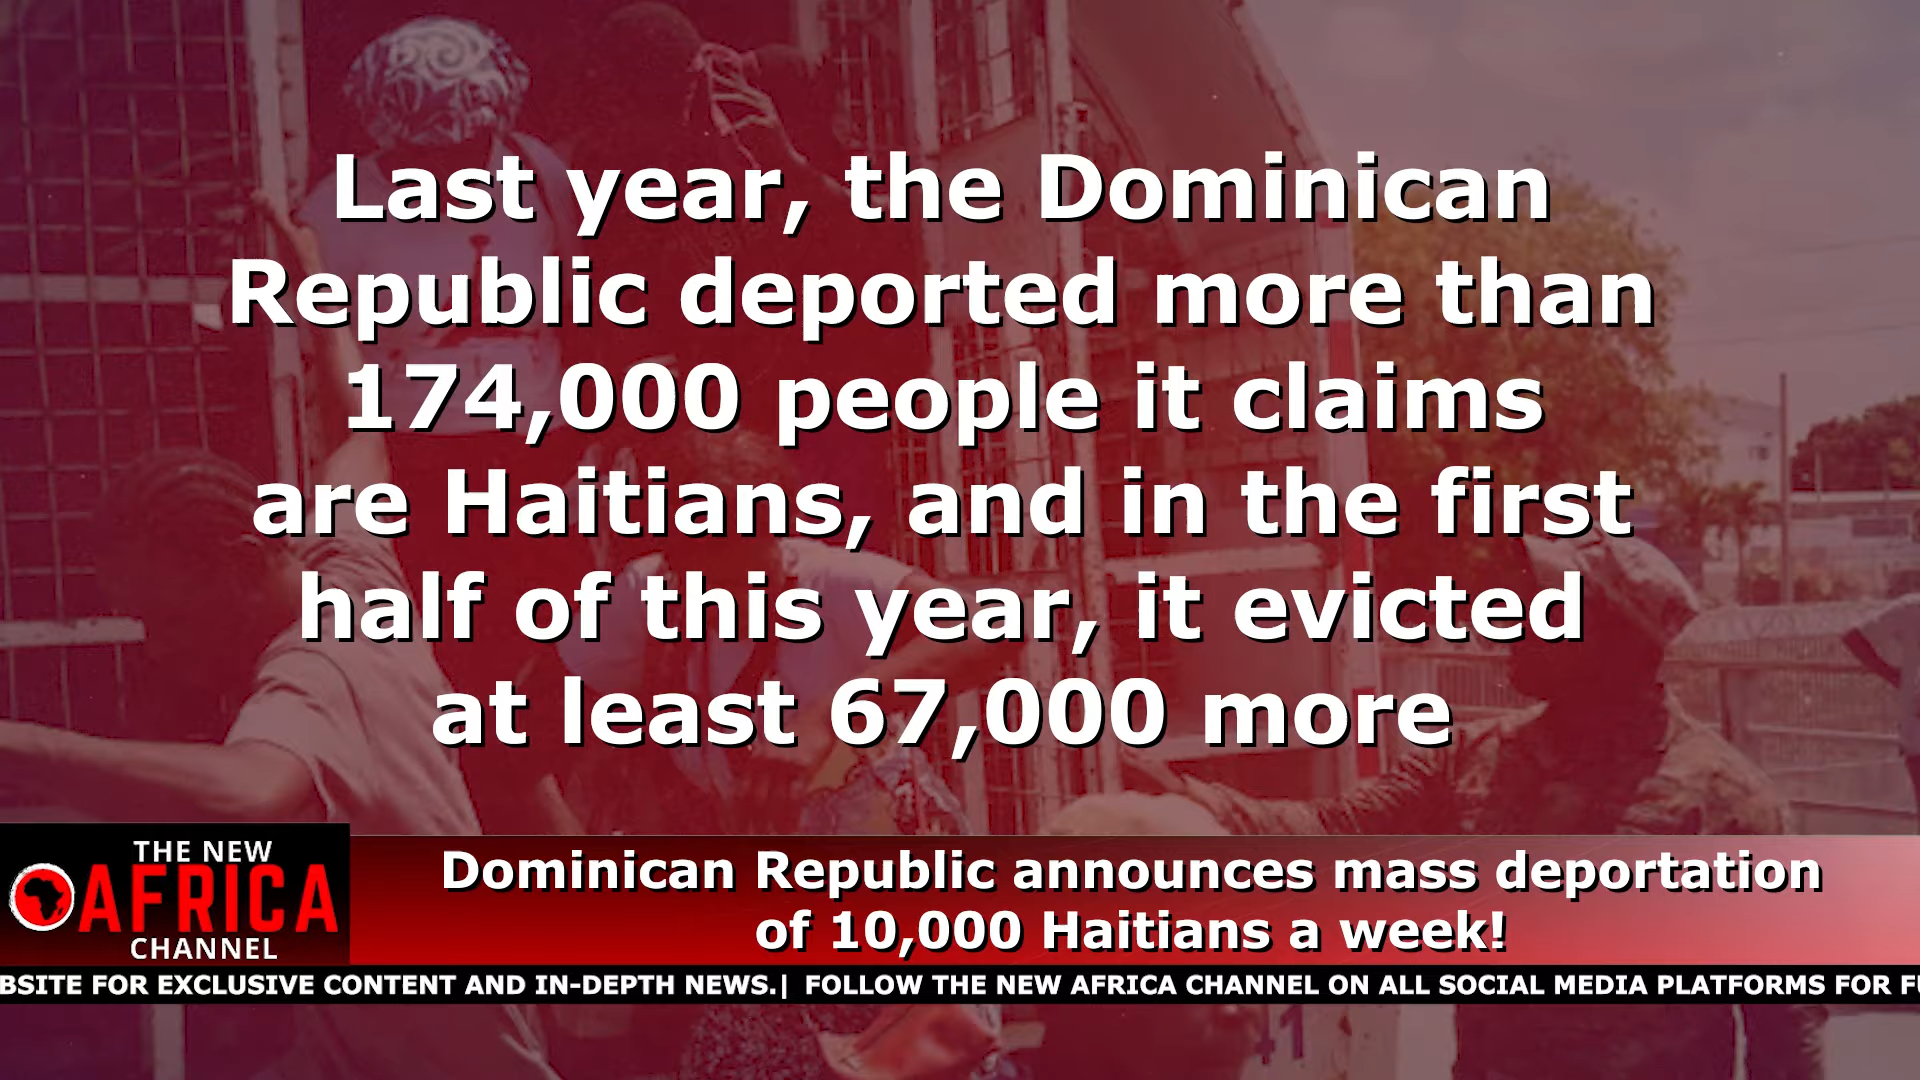 Last year, the Dominican
Republic deported more than
174,000 people it claims
are Haitians, and in the first
half of this year, it evicted
at least 67,000 more
THE NEW
AFRICA
CHANNEL
Dominican Republic announces mass deportation
of 10,000 Haitians a week!
BSITE FOR EXCLUSIVE CONTENT AND IN-DEPTH NEWS.| FOLLOW THE NEW AFRICA CHANNEL ON ALL SOCIAL MEDIA PLATFORMS FOR